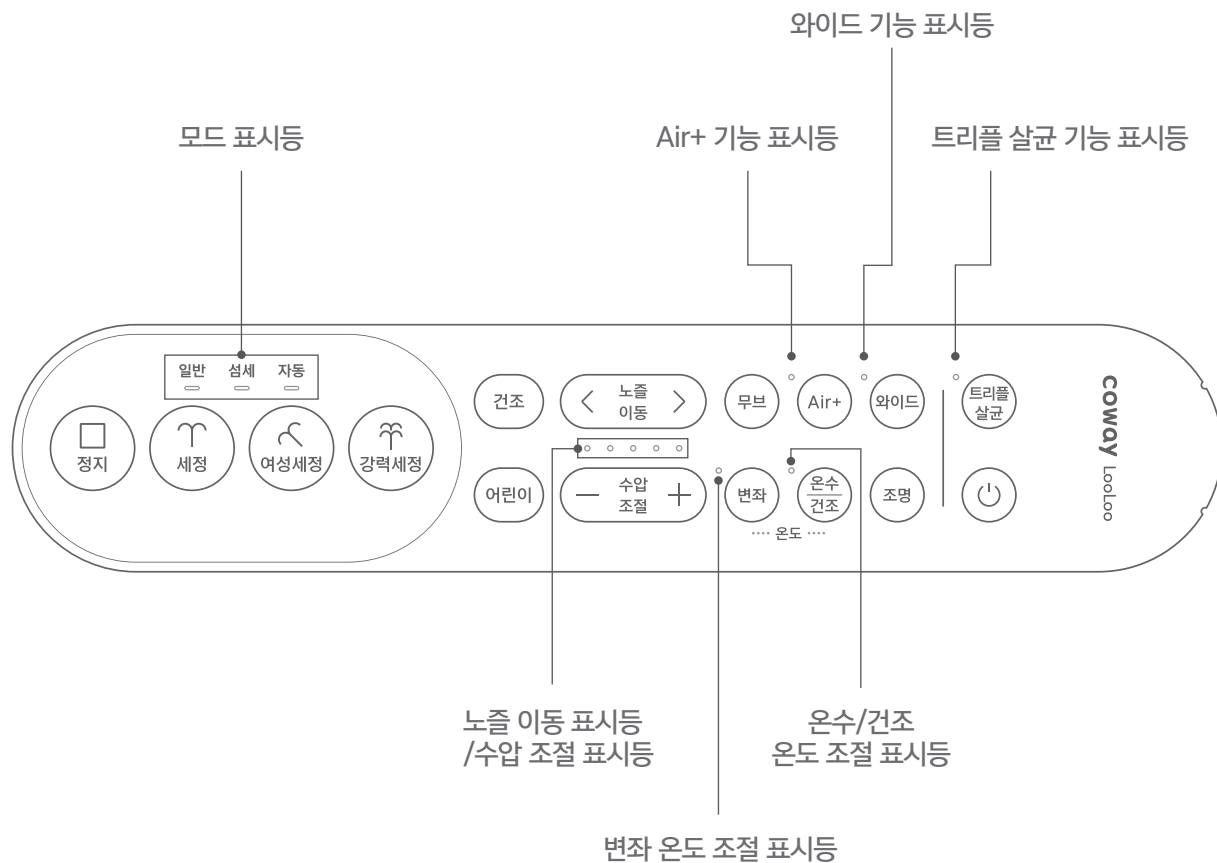 와이드 기능 표시등
모드 표시등
Air+ 기능 표시등
트리플 살균 기능 표시등
일반 섬세 자동
정지
세정
여성세정
강력세정
건조
노즐
이동
무브
Air+
와이드
트리플
살균
어린이
수압
조절
변좌
온수
건조
조명
온도
coway LooLoo
노즐 이동 표시등
/수압 조절 표시등
온수/건조
온도 조절 표시등
변좌 온도 조절 표시등